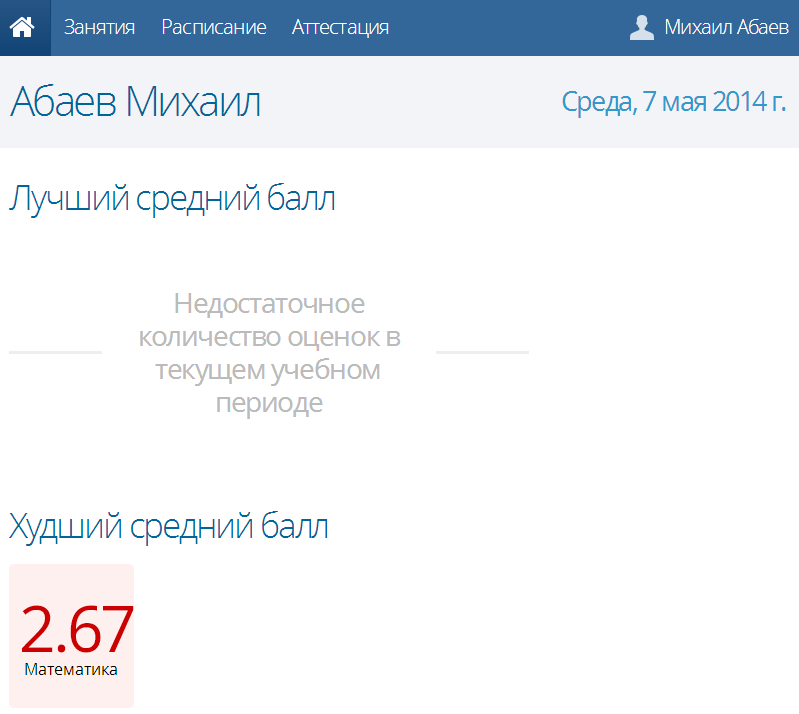 Занятия Расписание Аттестация Михаил Абаев
Абаев Михаил Среда, 7 мая 2014 г.
Лучший средний балл
Недостаточное
количество оценок в
текущем учебном
периоде
Худший средний балл
2.67
Математика